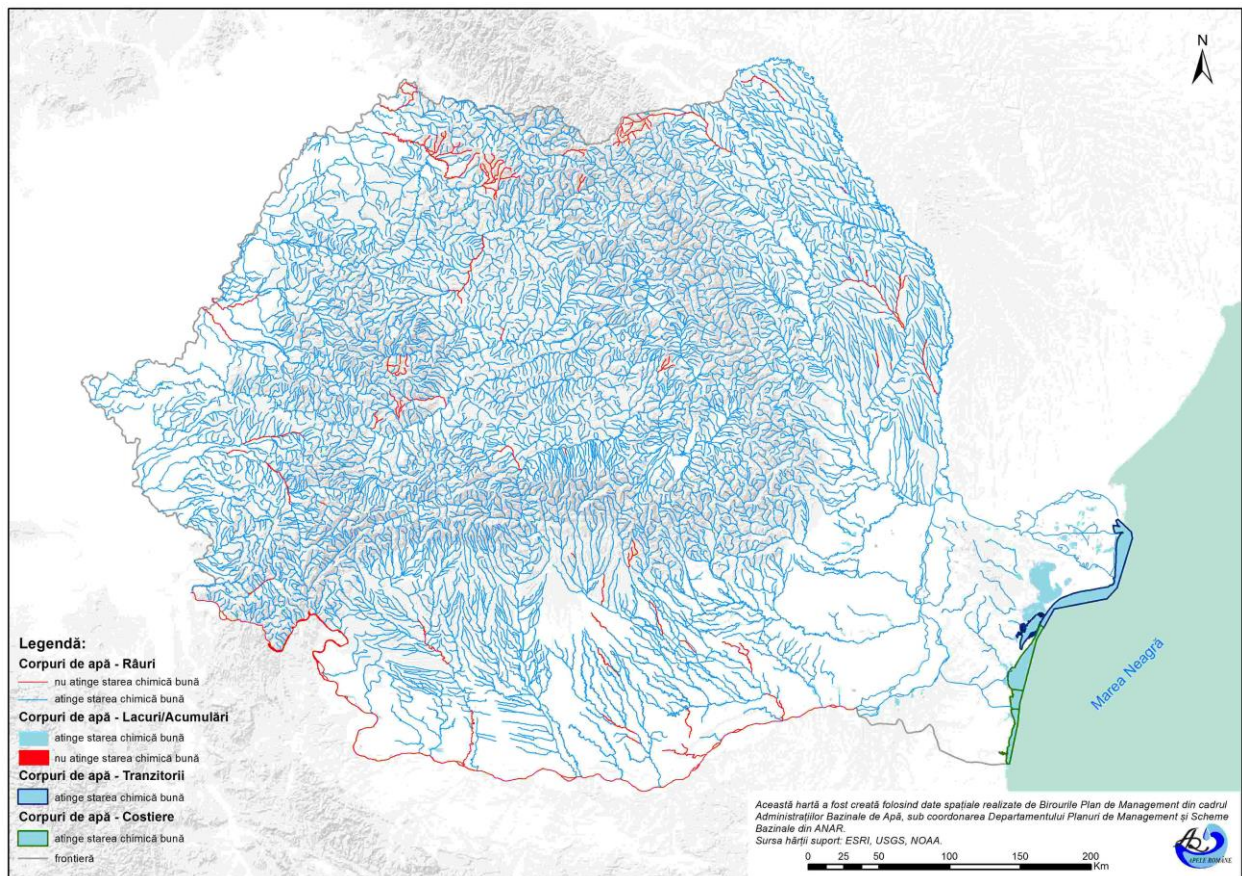 N
Marea Neagră
Legendă:
Corpuri de apă - Râuri
nu atinge starea chimică bună
atinge starea chimică bună
Corpuri de apă - Lacuri/Acumulări
atinge starea chimică bună
nu atinge starea chimică bună
Corpuri de apă - Tranzitorii
atinge starea chimică bună
Corpuri de apă - Costiere
atinge starea chimică bună
frontieră
Această hartă a fost creată folosind date spațiale realizate de Birourile Plan de Management din cadrul
Administrațiilor Bazinale de Apă, sub coordonarea Departamentului Planuri de Management și Scheme
Bazinale din ANAR.
Sursa hărții suport: ESRI, USGS, NOAA.
0 25 50 100 150 200
Km
APELE ROMÂNE